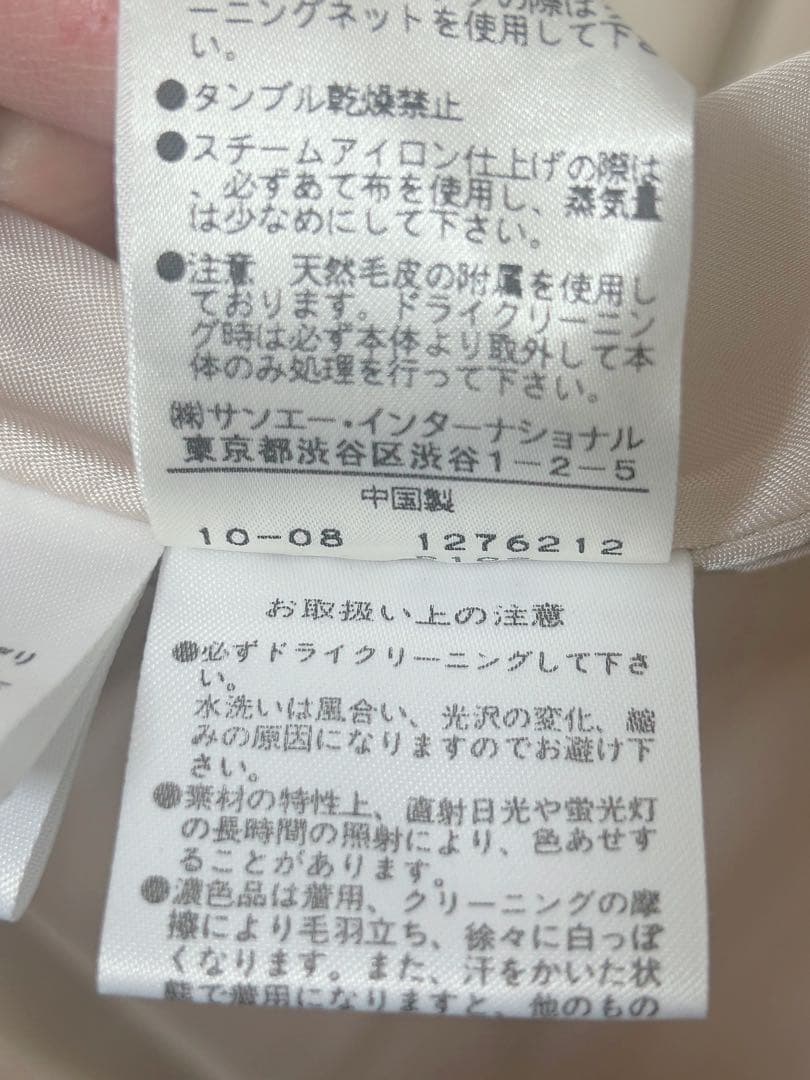 の際は
ーニングネットを使用して下さ
い。
●タンブル乾燥禁止
●スチームアイロン仕上げの際は
、必ずあて布を使用し、蒸気量
は少なめにして下さい。
●注意　天然毛皮の附属を使用し
ております。ドライクリーニン
グ時は必ず本体より取外して本
体のみ処理を行って下さい。
㈱サンエー・インターナショナル
東京都渋谷区渋谷1-2-5
中国製
10-08 1276212
お取扱い上の注意
●必ずドライクリーニングして下さ
い。
水洗いは風合い、光沢の変化、縮
みの原因になりますのでお避け下
さい。
●素材の特性上、直射日光や蛍光灯
の長時間の照射により、色あせす
ることがあります。
●濃色品は着用、クリーニングの摩
擦により毛羽立ち、徐々に白っぽ
くなります。また、汗をかいた状
態で着用になりますと、他のもの